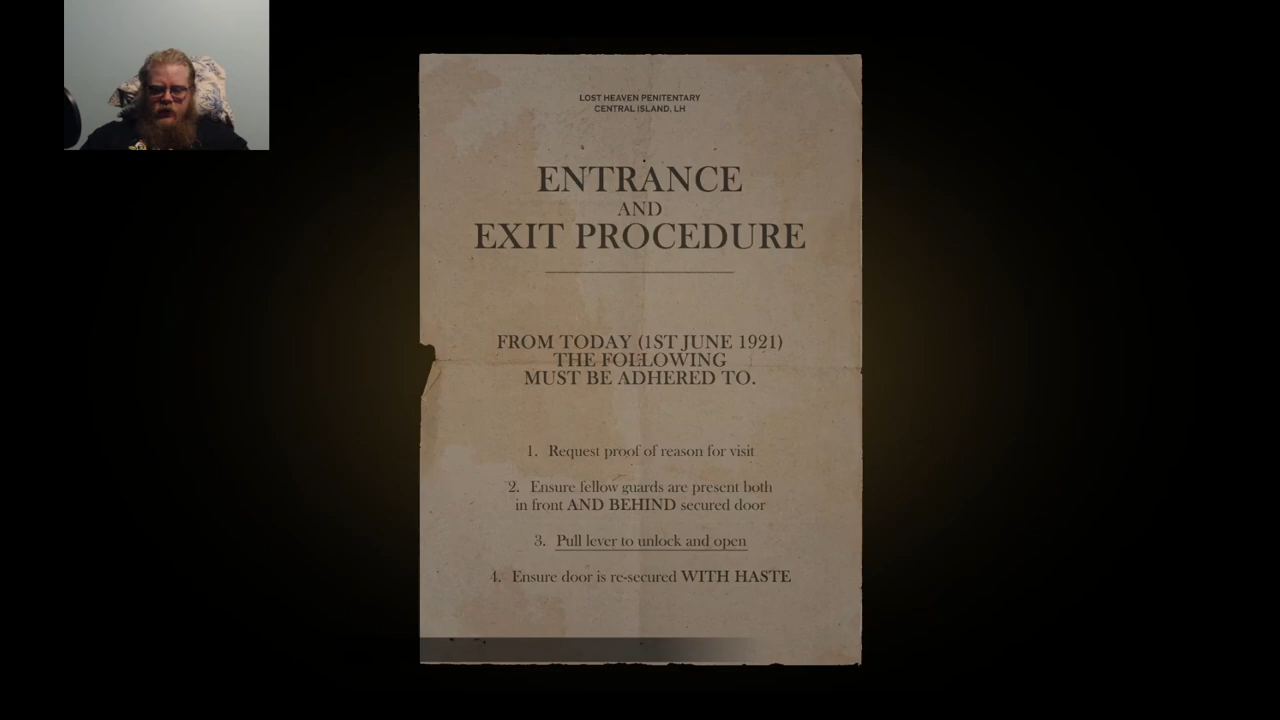 LOST HEAVEN PENITENTARY
CENTRAL ISLAND, LH
ENTRANCE
AND
EXIT PROCEDURE
FROM TODAY (1ST JUNE 1921)
THE FOLLOWING
MUST BE ADHERED TO.
1. Request proof of reason for visit
2. Ensure fellow guards are present both
in front AND BEHIND secured door
3. Pull lever to unlock and open
4. Ensure door is re-secured WITH HASTE